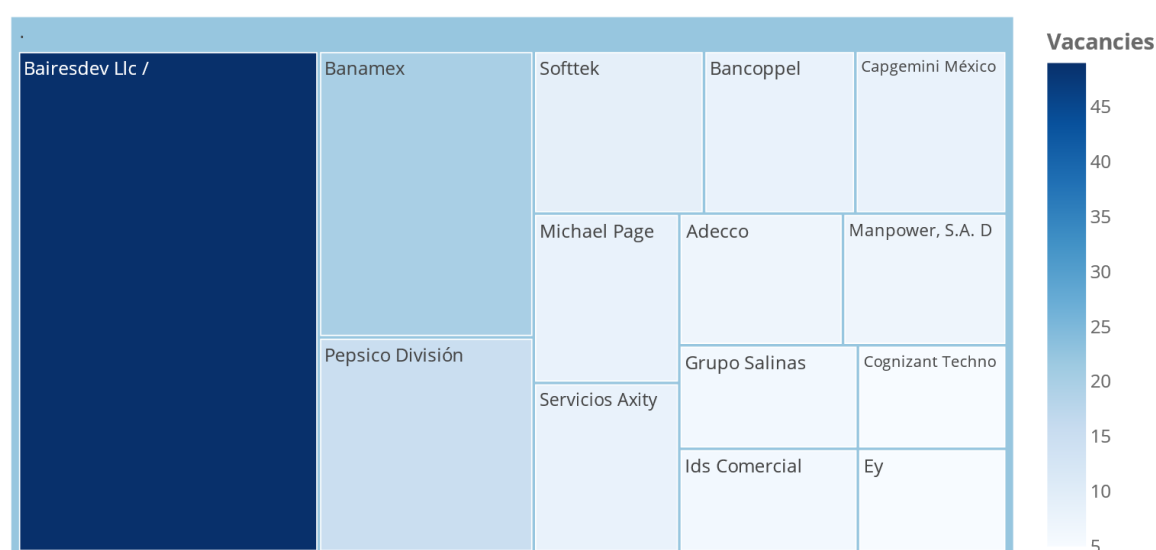 .
Bairesdev Llc /
Banamex
Softtek
Bancoppel
Capgemini México
Michael Page
Adecco
Manpower, S.A. D
Pepsico División
Grupo Salinas
Cognizant Techno
Servicios Axity
Ids Comercial
Ey
Vacancies
45
40
35
30
25
20
15
10
5